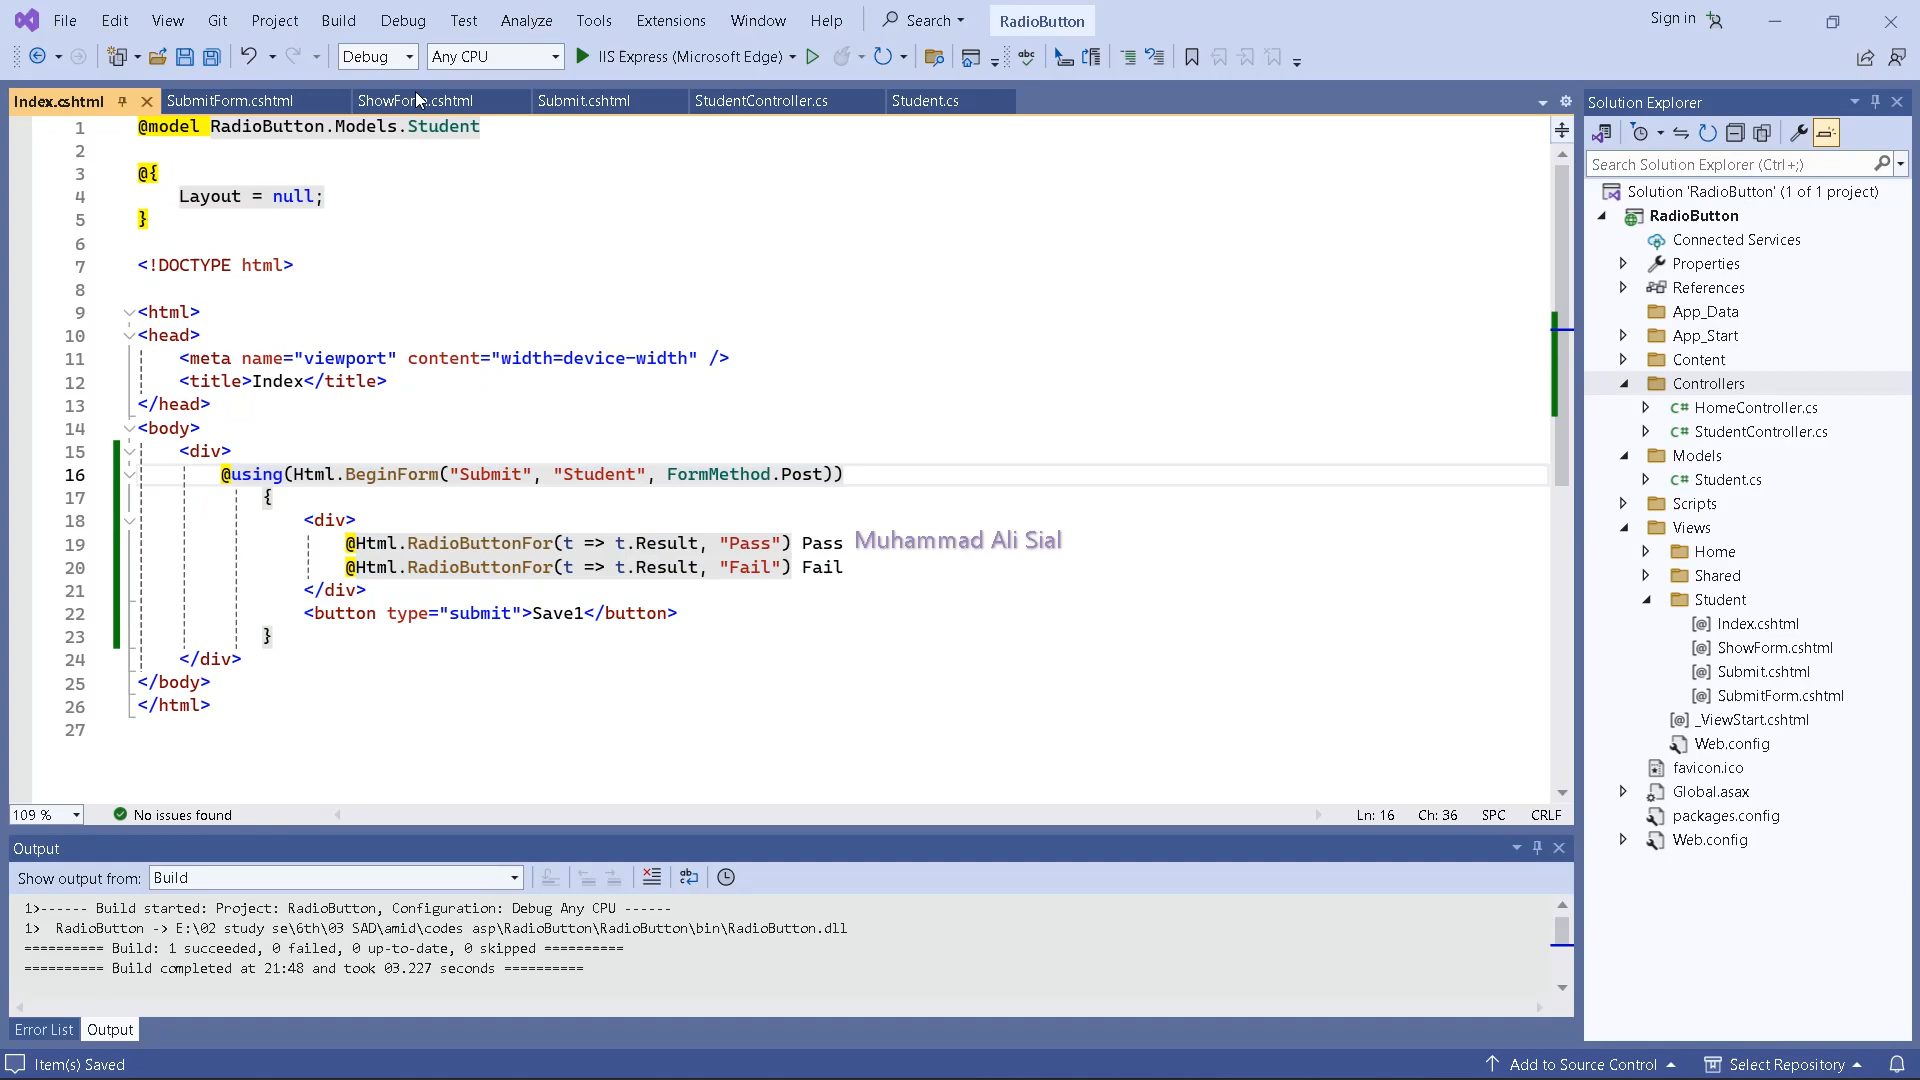 File Edit View Git Project Build Debug Test Analyze Tools Extensions Window Help Search RadioButton Sign in
Debug Any CPU IIS Express (Microsoft Edge)
Index.cshtml SubmitForm.cshtml ShowForm.cshtml Submit.cshtml StudentController.cs Student.cs
1 @model RadioButton.Models.Student
2
3 @{
4 Layout = null;
5 }
6
7 <!DOCTYPE html>
8
9 <html>
10 <head>
11 <meta name="viewport" content="width=device-width" />
12 <title>Index</title>
13 </head>
14 <body>
15 <div>
16 @using(Html.BeginForm("Submit", "Student", FormMethod.Post))
17 {
18 <div>
19 @Html.RadioButtonFor(t => t.Result, "Pass") Pass
Muhammad Ali Sial
20 @Html.RadioButtonFor(t => t.Result, "Fail") Fail
21 </div>
22 <button type="submit">Save1</button>
23 }
24 </div>
25 </body>
26 </html>
27
109 % No issues found Ln: 16 Ch: 36 SPC CRLF
Output
Show output from: Build
1>------ Build started: Project: RadioButton, Configuration: Debug Any CPU ------
1> RadioButton -> E:\02 study se\6th\03 SAD\amid\codes asp\RadioButton\RadioButton\bin\RadioButton.dll
========== Build: 1 succeeded, 0 failed, 0 up-to-date, 0 skipped ==========
========== Build completed at 21:48 and took 03.227 seconds ==========
Error List Output
Item(s) Saved Add to Source Control Select Repository
Solution Explorer
Search Solution Explorer (Ctrl+;)
Solution 'RadioButton' (1 of 1 project)
RadioButton
Connected Services
Properties
References
App_Data
App_Start
Content
Controllers
C# HomeController.cs
C# StudentController.cs
Models
C# Student.cs
Scripts
Views
Home
Shared
Student
[@] Index.cshtml
[@] ShowForm.cshtml
[@] Submit.cshtml
[@] SubmitForm.cshtml
[@] _ViewStart.cshtml
Web.config
favicon.ico
Global.asax
packages.config
Web.config